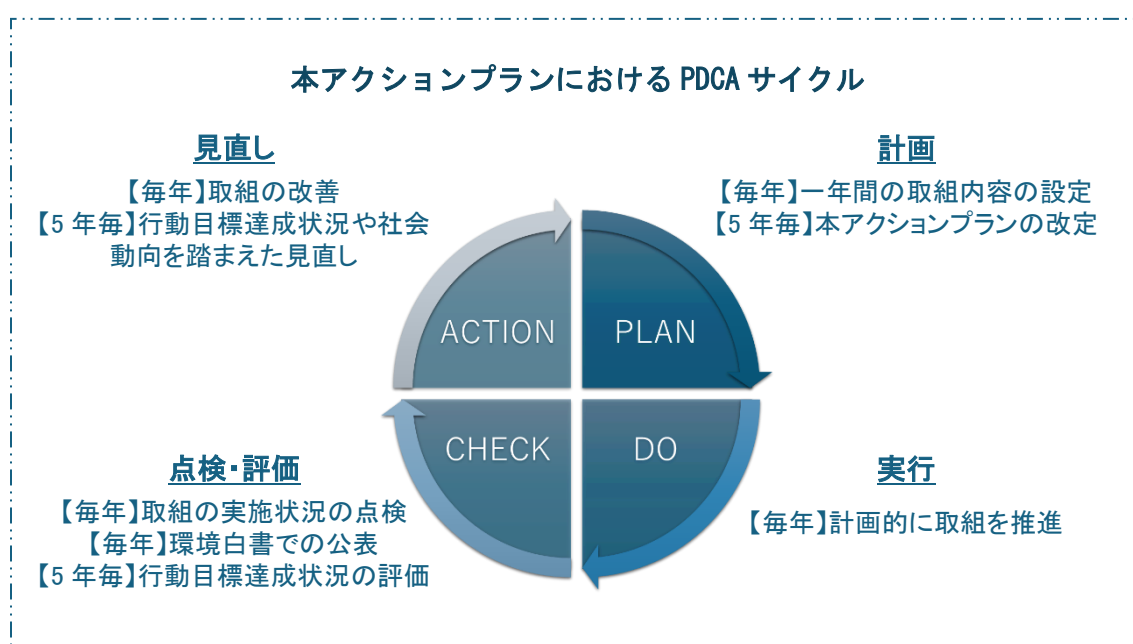 本アクションプランにおける PDCA サイクル
見直し
【毎年】取組の改善
【5 年毎】行動目標達成状況や社会
動向を踏まえた見直し
計画
【毎年】一年間の取組内容の設定
【5 年毎】本アクションプランの改定
ACTION
PLAN
CHECK
DO
点検・評価
【毎年】取組の実施状況の点検
【毎年】環境白書での公表
【5 年毎】行動目標達成状況の評価
実行
【毎年】計画的に取組を推進